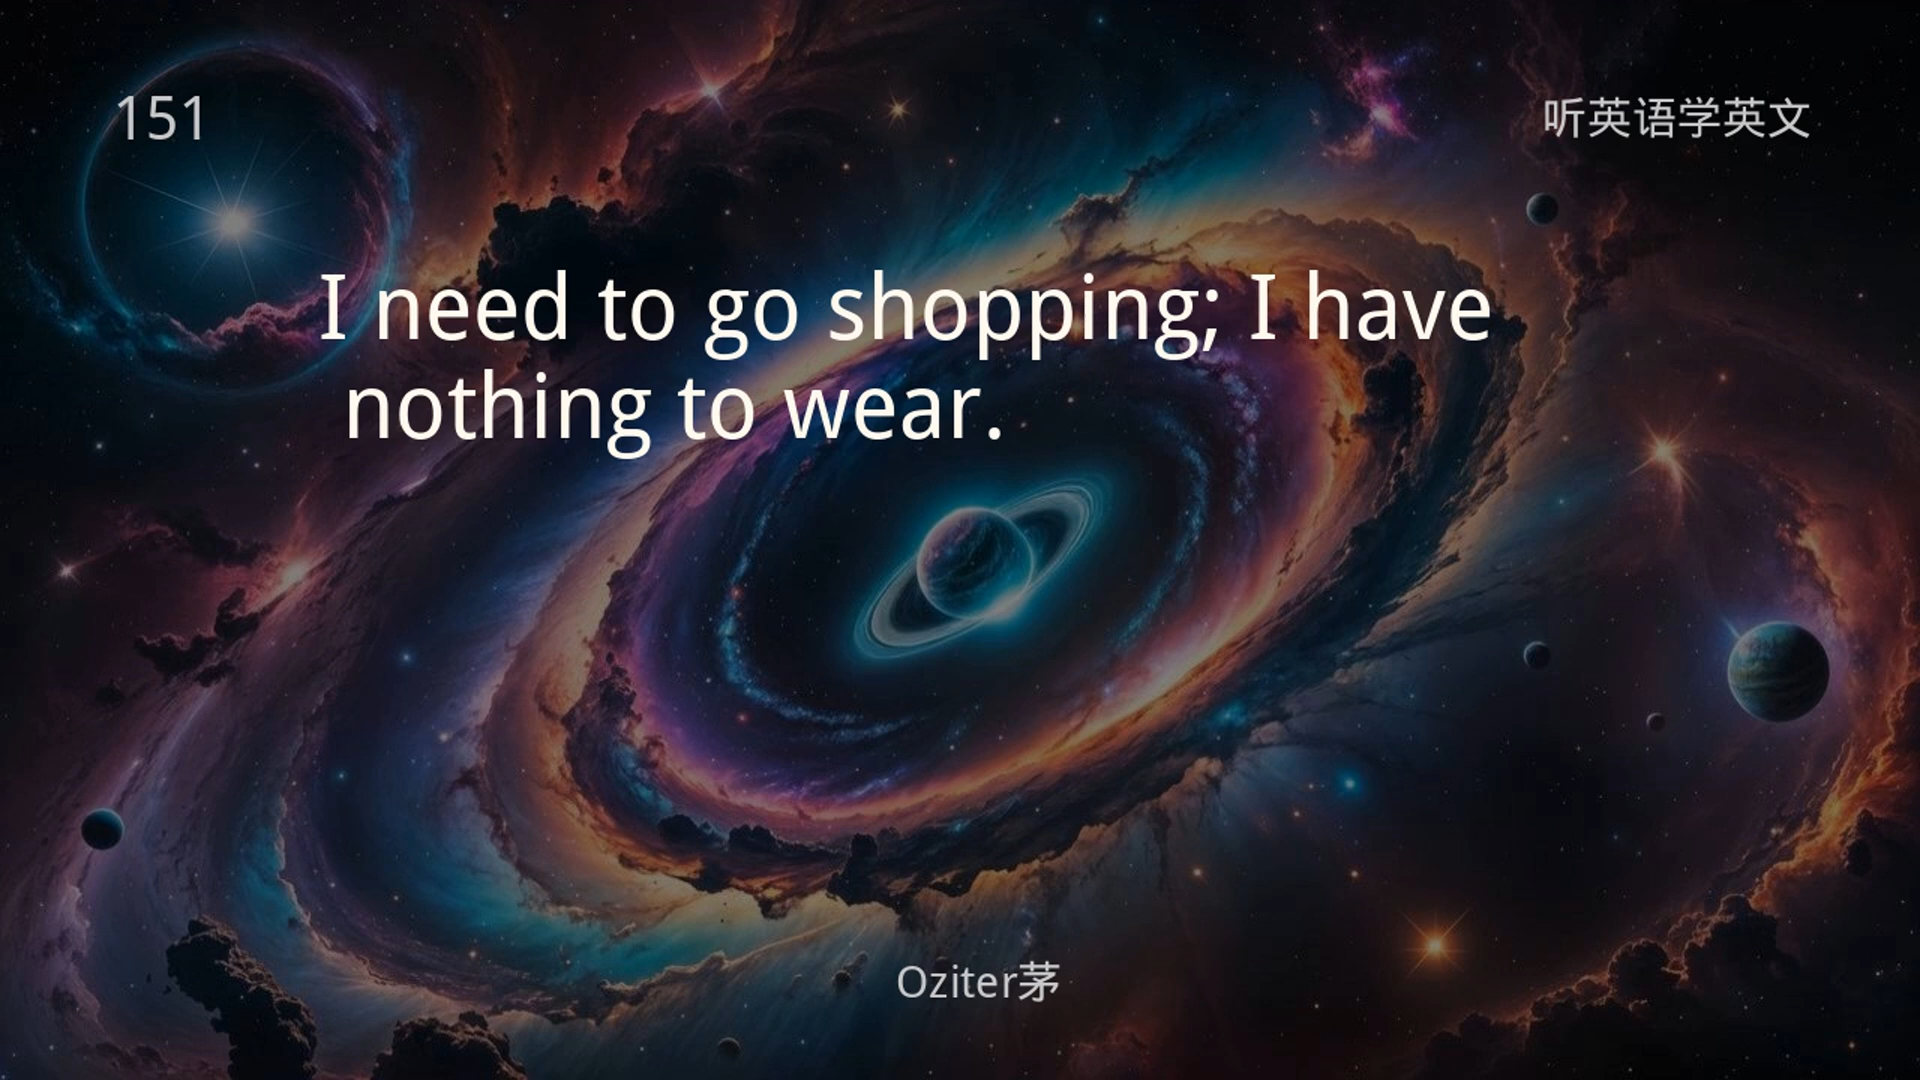 151
听英语学英文
I need to go shopping; I have
nothing to wear.
Oziter茅